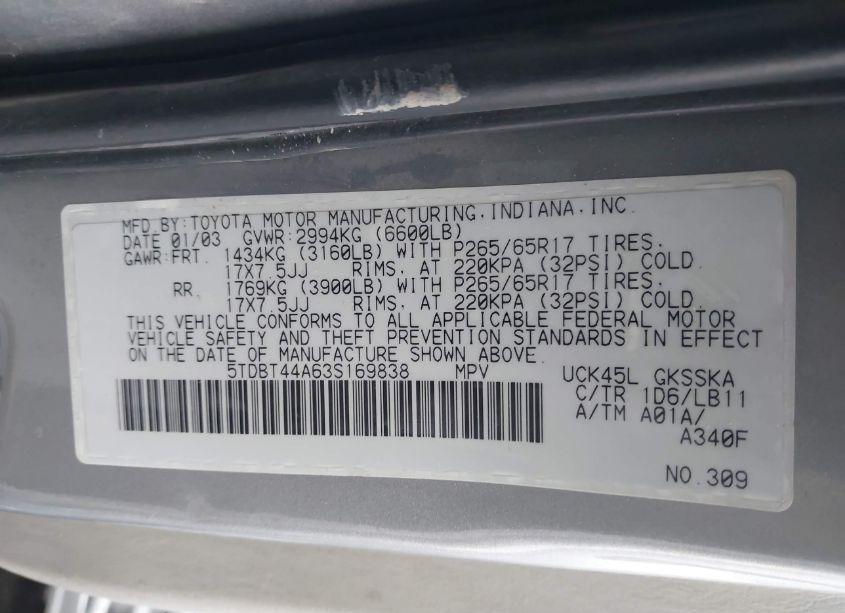 MFD.BY:TOYOTA MOTOR MANUFACTURING,INDIANA,INC.
DATE 01/03 GVWR:2994KG (6600LB)
GAWR:FRT. 1434KG (3160LB) WITH P265/65R17 TIRES.
17X7.5JJ RIMS, AT 220KPA (32PSI) COLD.
RR. 1769KG (3900LB) WITH P265/65R17 TIRES.
17X7.5JJ RIMS, AT 220KPA (32PSI) COLD.
THIS VEHICLE CONFORMS TO ALL APPLICABLE FEDERAL MOTOR
VEHICLE SAFETY AND THEFT PREVENTION STANDARDS IN EFFECT
ON THE DATE OF MANUFACTURE SHOWN ABOVE.
5TDBT44A63S169838 MPV
UCK45L GKSSKA
C/TR 1D6/LB11
A/TM A01A/
A340F
NO.309